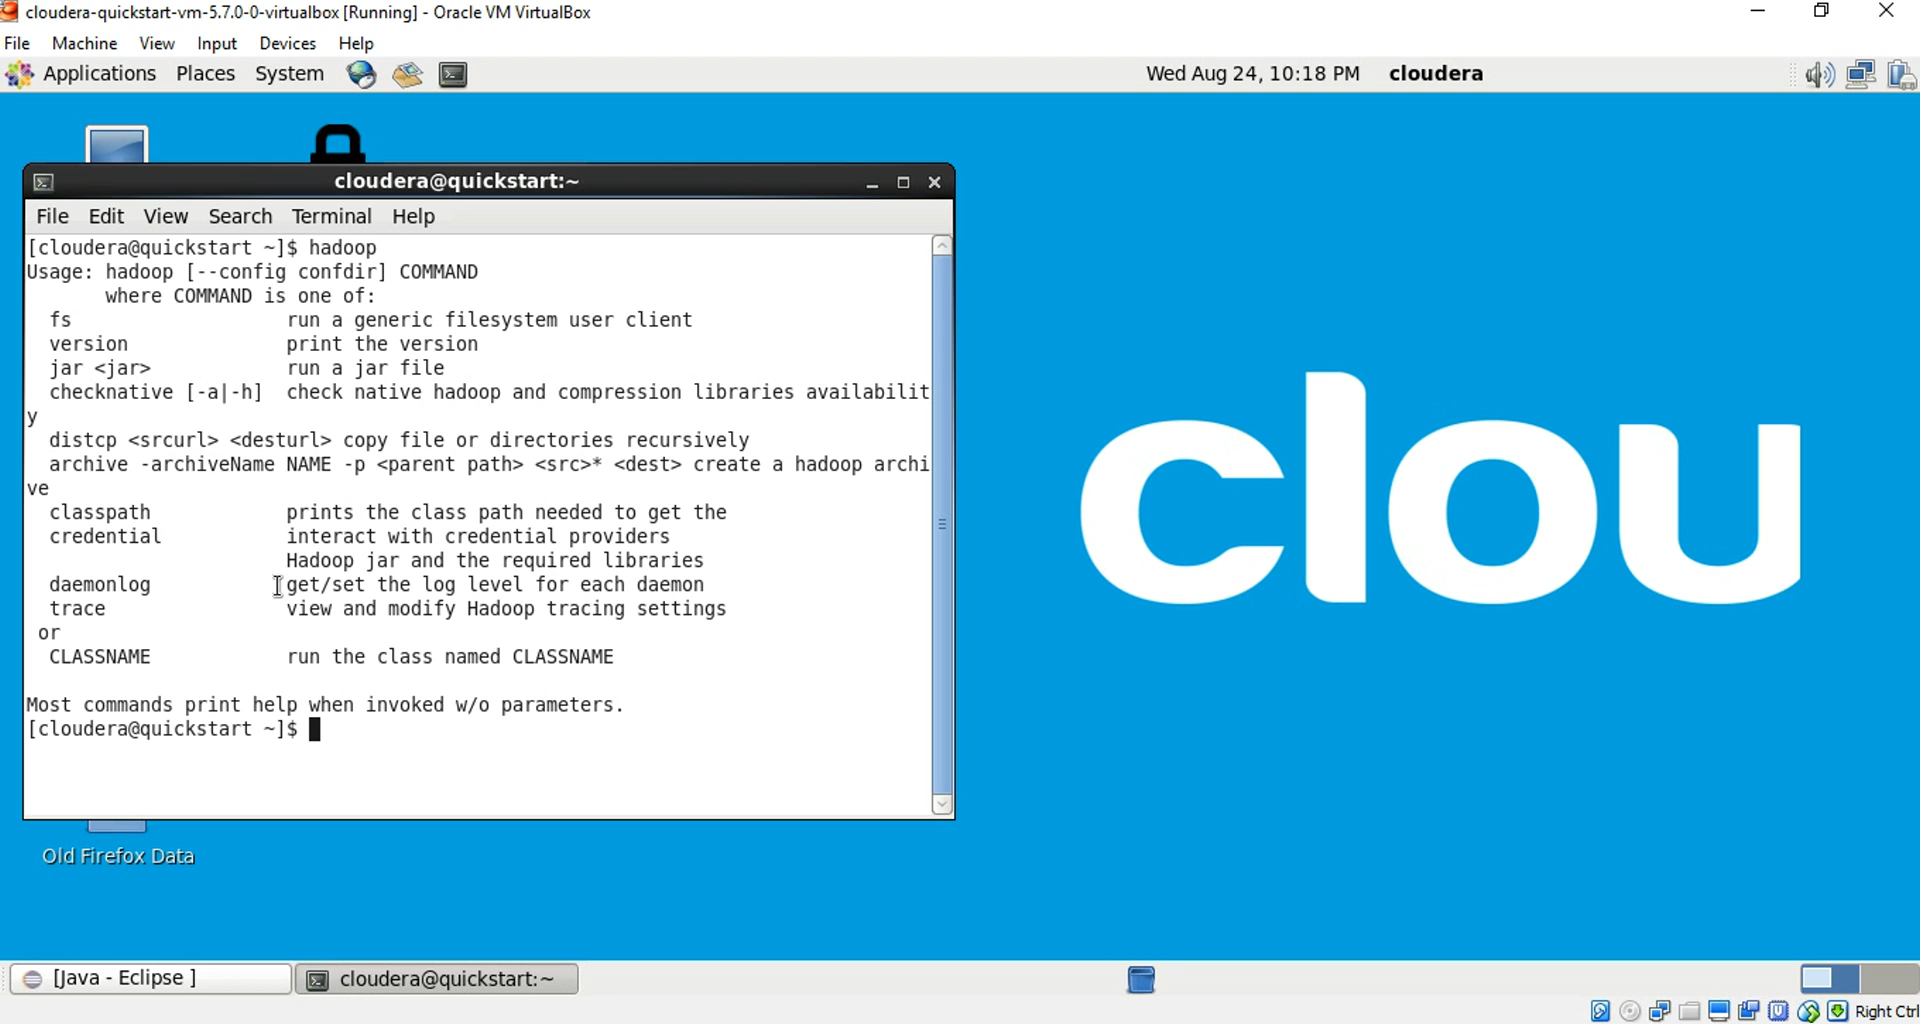 cloudera-quickstart-vm-5.7.0-0-virtualbox [Running] - Oracle VM VirtualBox
File Machine View Input Devices Help
Applications Places System Wed Aug 24, 10:18 PM cloudera
cloudera@quickstart:~
File Edit View Search Terminal Help
[cloudera@quickstart ~]$ hadoop
Usage: hadoop [--config confdir] COMMAND
where COMMAND is one of:
fs run a generic filesystem user client
version print the version
jar <jar> run a jar file
checknative [-a|-h] check native hadoop and compression libraries availabilit
y
distcp <srcurl> <desturl> copy file or directories recursively
archive -archiveName NAME -p <parent path> <src>* <dest> create a hadoop archi
ve
classpath prints the class path needed to get the
credential interact with credential providers
Hadoop jar and the required libraries
daemonlog get/set the log level for each daemon
trace view and modify Hadoop tracing settings
or
CLASSNAME run the class named CLASSNAME
Most commands print help when invoked w/o parameters.
[cloudera@quickstart ~]$
clou
Old Firefox Data
[Java - Eclipse ] cloudera@quickstart:~
Right Ctrl